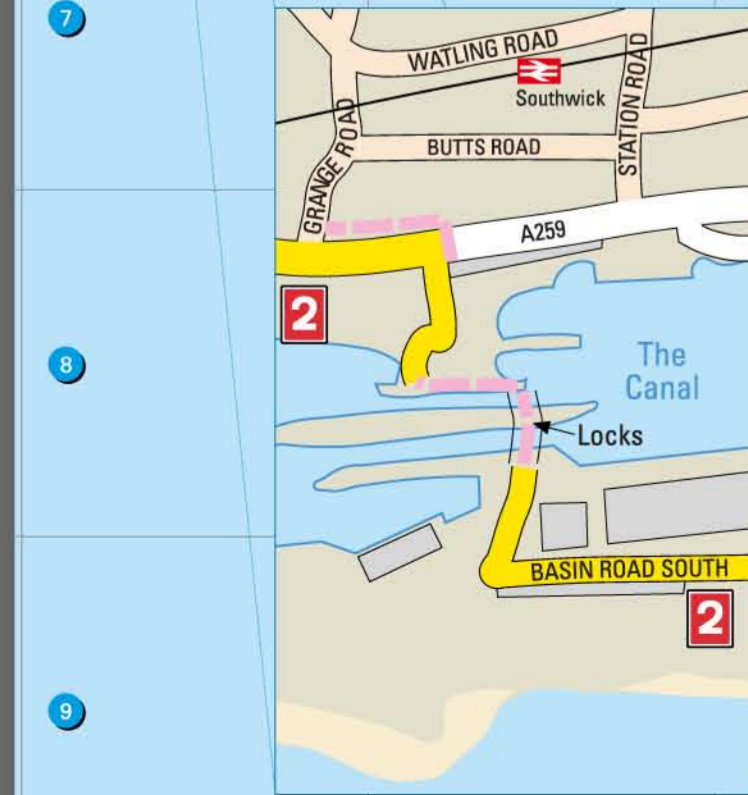 7
WATLING ROAD
Southwick
STATION ROAD
GRANGE ROAD
BUTTS ROAD
A259
2
8
The
Canal
Locks
BASIN ROAD SOUTH
2
9